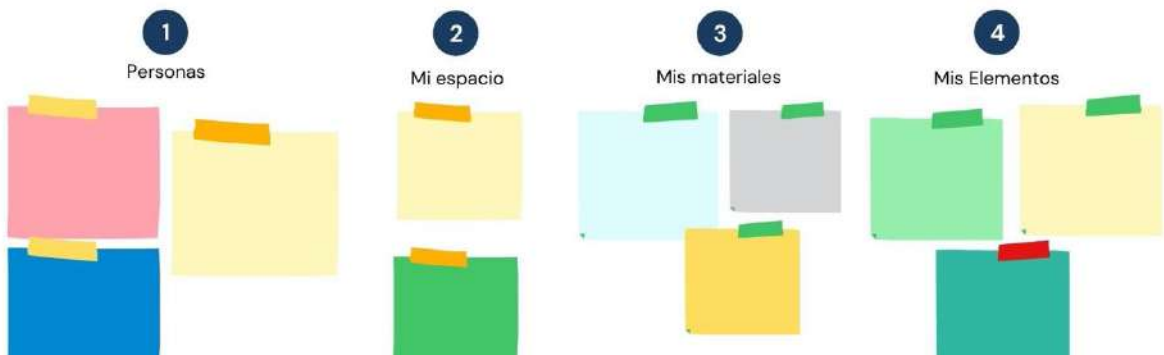 1
Personas
2
Mi espacio
3
Mis materiales
4
Mis Elementos